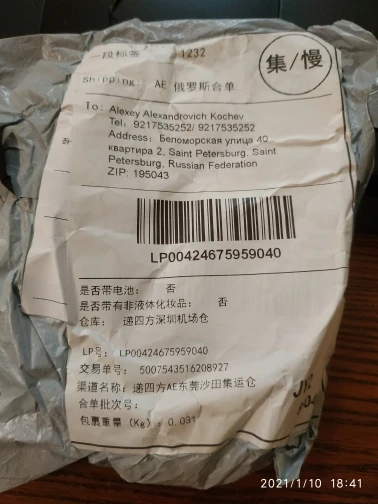 一段标签 1232
集/慢
Shipping: AE 俄罗斯合单
To: Alexey Alexandrovich Kochev
Tel: 9217535252/ 9217535252
Address: Беломорская улица 40,
квартира 2, Saint Petersburg, Saint
Petersburg, Russian Federation
ZIP: 195043
LP00424675959040
是否带电池: 否
是否带有非液体化妆品: 否
仓库: 递四方深圳机场仓
LP号: LP00424675959040
交易单号: 5007543516208927
渠道名称: 递四方AE东莞沙田集运仓
合单批次号:
包裹重量 (Kg): 0.031
2021/1/10 18:41